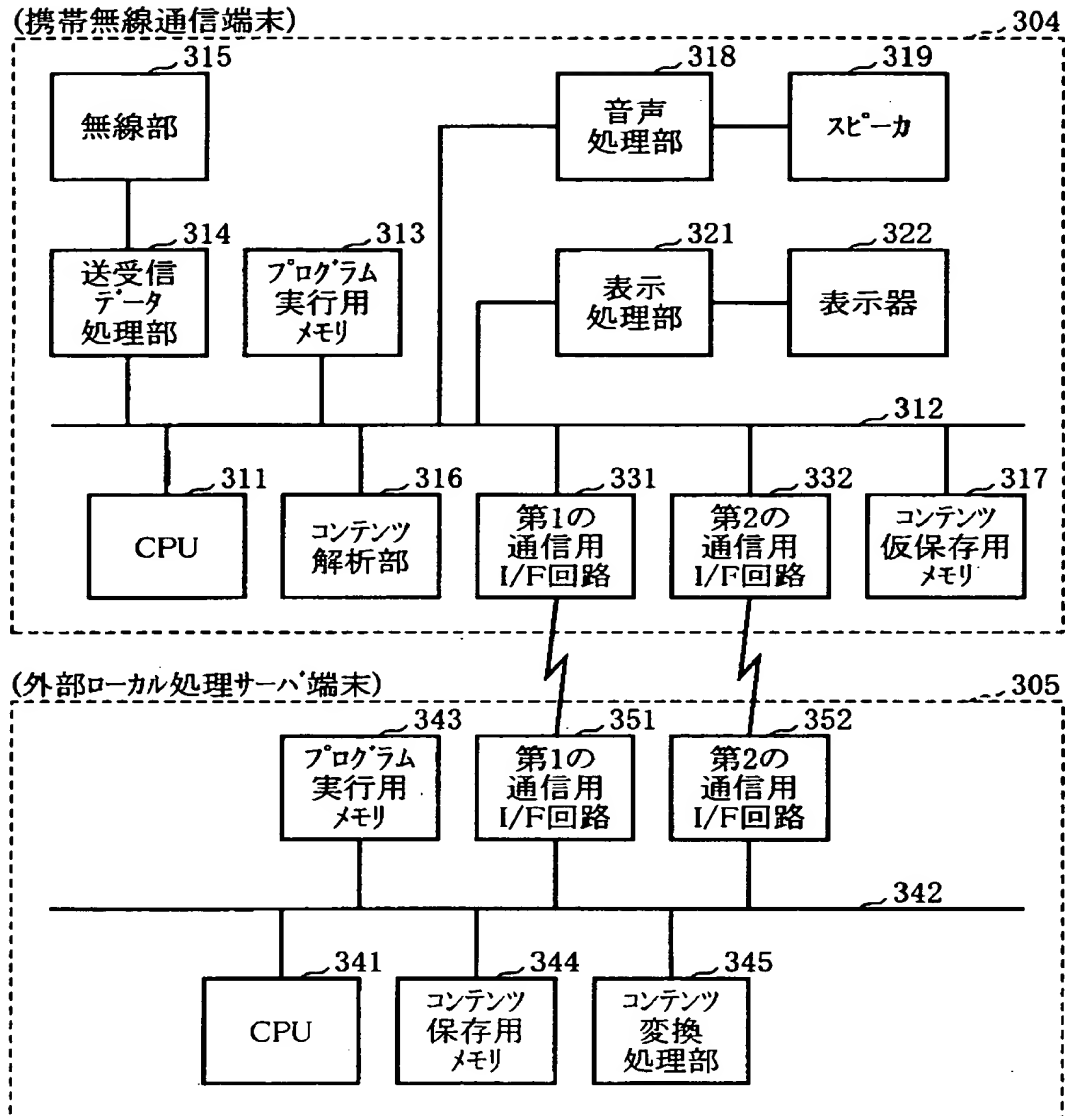 (携帯無線通信端末)
304
315
無線部
318
音声
処理部
319
スピーカ
314
送受信
データ
処理部
313
プログラム
実行用
メモリ
321
表示
処理部
322
表示器
312
311
CPU
316
コンテンツ
解析部
331
第1の
通信用
I/F回路
332
第2の
通信用
I/F回路
317
コンテンツ
仮保存用
メモリ
(外部ローカル処理サーバ端末)
305
343
プログラム
実行用
メモリ
351
第1の
通信用
I/F回路
352
第2の
通信用
I/F回路
342
341
CPU
344
コンテンツ
保存用
メモリ
345
コンテンツ
変換
処理部